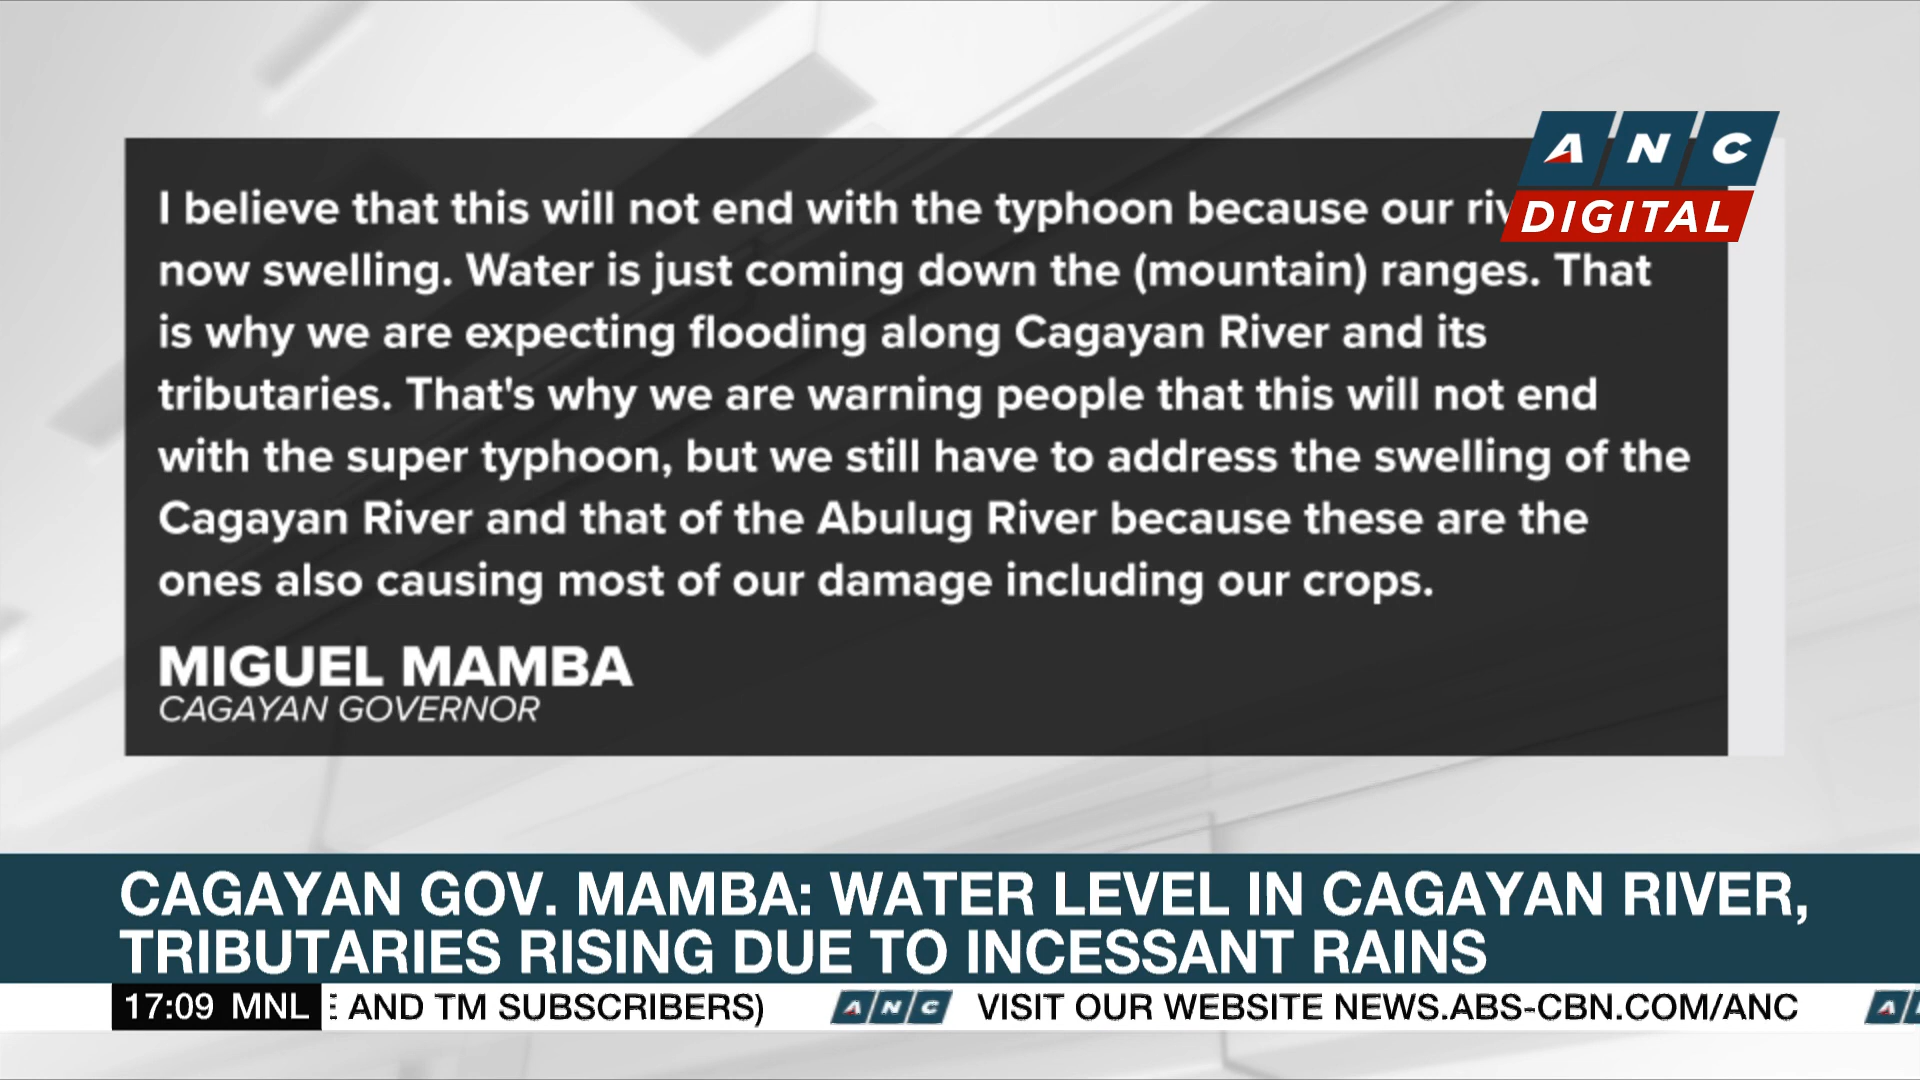 ANC
DIGITAL
I believe that this will not end with the typhoon because our
now swelling. Water is just coming down the (mountain) ranges. That
is why we are expecting flooding along Cagayan River and its
tributaries. That's why we are warning people that this will not end
with the super typhoon, but we still have to address the swelling of the
Cagayan River and that of the Abulug River because these are the
ones also causing most of our damage including our crops.
MIGUEL MAMBA
CAGAYAN GOVERNOR
CAGAYAN GOV. MAMBA: WATER LEVEL IN CAGAYAN RIVER,
TRIBUTARIES RISING DUE TO INCESSANT RAINS
17:09 MNL AND TM SUBSCRIBERS) ANC VISIT OUR WEBSITE NEWS.ABS-CBN.COM/ANC